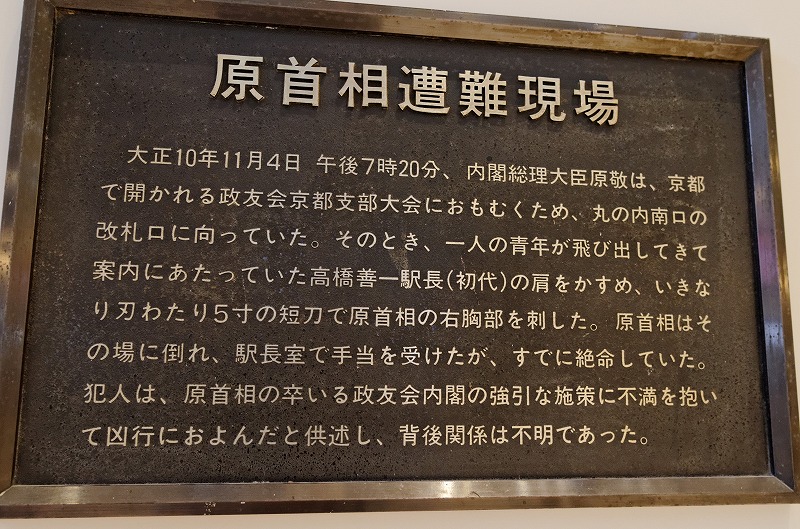 原首相遭難現場
大正10年11月4日 午後7時20分、内閣総理大臣原敬は、京都
で開かれる政友会京都支部大会におもむくため、丸の内南口の
改札口に向っていた。そのとき、一人の青年が飛び出してきて
案内にあたっていた高橋善一駅長(初代)の肩をかすめ、いきな
り刃わたり5寸の短刀で原首相の右胸部を刺した。原首相はそ
の場に倒れ、駅長室で手当を受けたが、すでに絶命していた。
犯人は、原首相の卒いる政友会内閣の強引な施策に不満を抱い
て凶行におよんだと供述し、背後関係は不明であった。